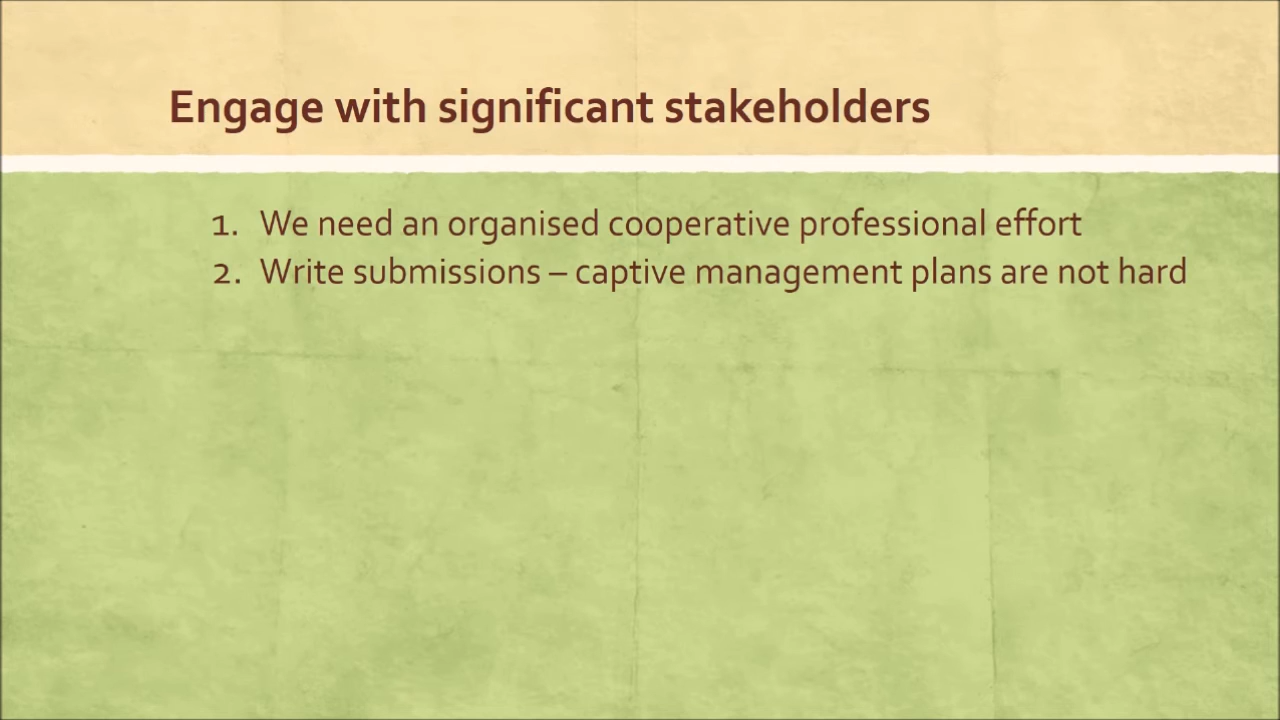 Engage with significant stakeholders
1. We need an organised cooperative professional effort
2. Write submissions – captive management plans are not hard